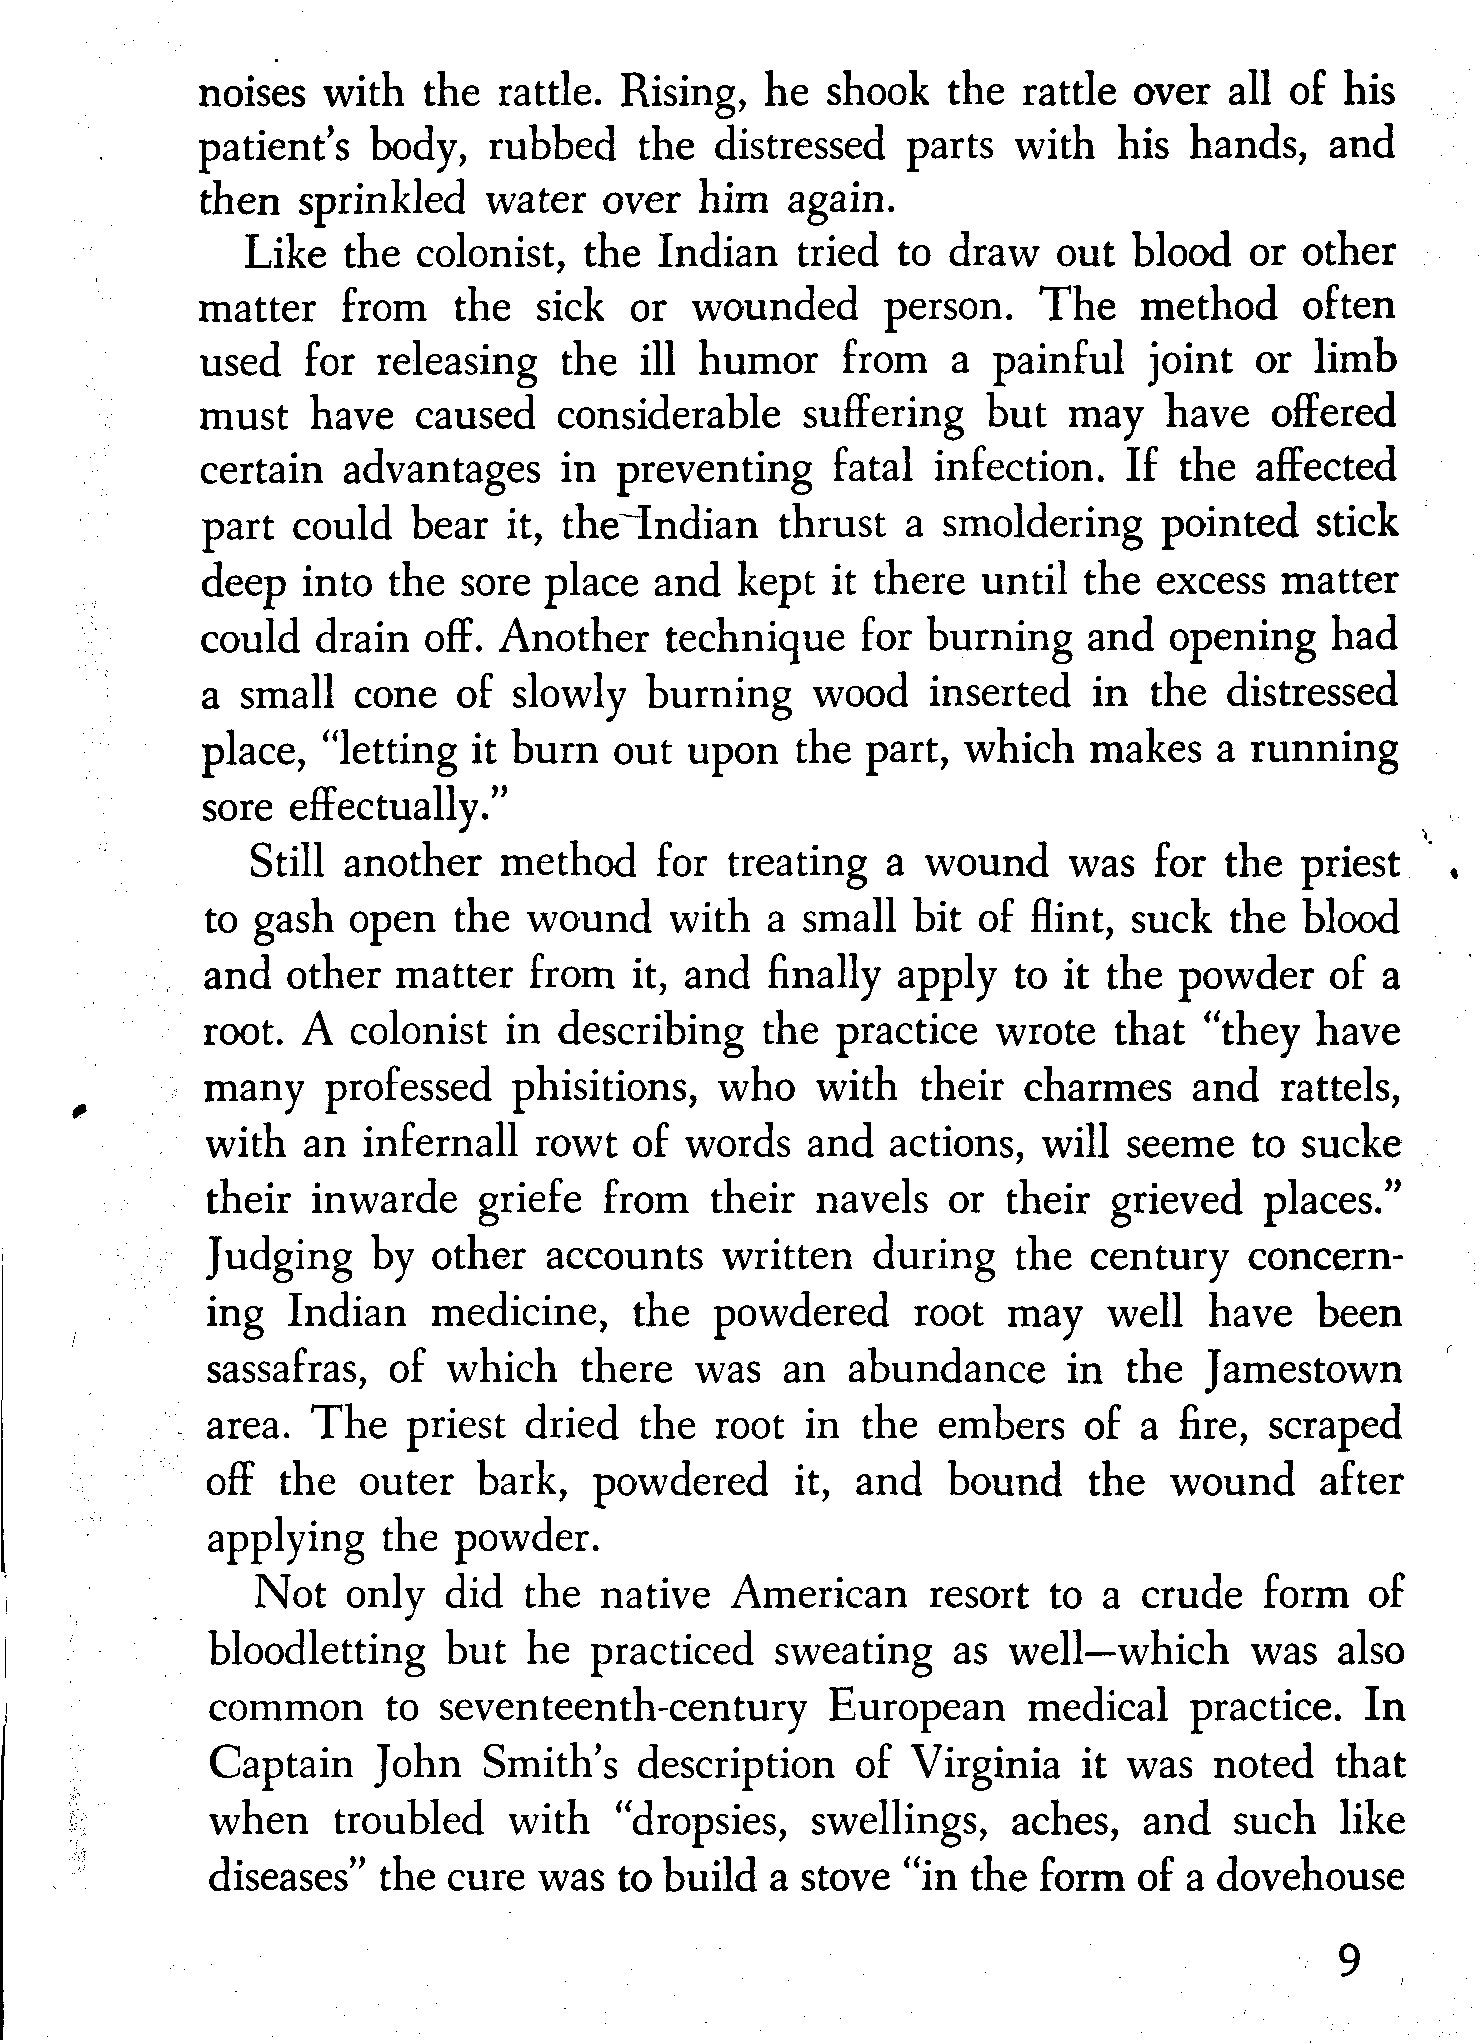 noises with the rattle. Rising, he shook the rattle over all of his
patient's body, rubbed the distressed parts with his hands, and
then sprinkled water over him again.
Like the colonist, the Indian tried to draw out blood or other
matter from the sick or wounded person. The method often
used for releasing the ill humor from a painful joint or limb
must have caused considerable suffering but may have offered
certain advantages in preventing fatal infection. If the affected
part could bear it, the Indian thrust a smoldering pointed stick
deep into the sore place and kept it there until the excess matter
could drain off. Another technique for burning and opening had
a small cone of slowly burning wood inserted in the distressed
place, "letting it burn out upon the part, which makes a running
sore effectually."
Still another method for treating a wound was for the priest
to gash open the wound with a small bit of flint, suck the blood
and other matter from it, and finally apply to it the powder of a
root. A colonist in describing the practice wrote that "they have
many professed phisitions, who with their charmes and rattels,
with an infernall rowt of words and actions, will seeme to sucke
their inwarde griefe from their navels or their grieved places."
Judging by other accounts written during the century concern-
ing Indian medicine, the powdered root may well have been
sassafras, of which there was an abundance in the Jamestown
area. The priest dried the root in the embers of a fire, scraped
off the outer bark, powdered it, and bound the wound after
applying the powder.
Not only did the native American resort to a crude form of
bloodletting but he practiced sweating as well—which was also
common to seventeenth-century European medical practice. In
Captain John Smith's description of Virginia it was noted that
when troubled with "dropsies, swellings, aches, and such like
diseases" the cure was to build a stove "in the form of a dovehouse
9